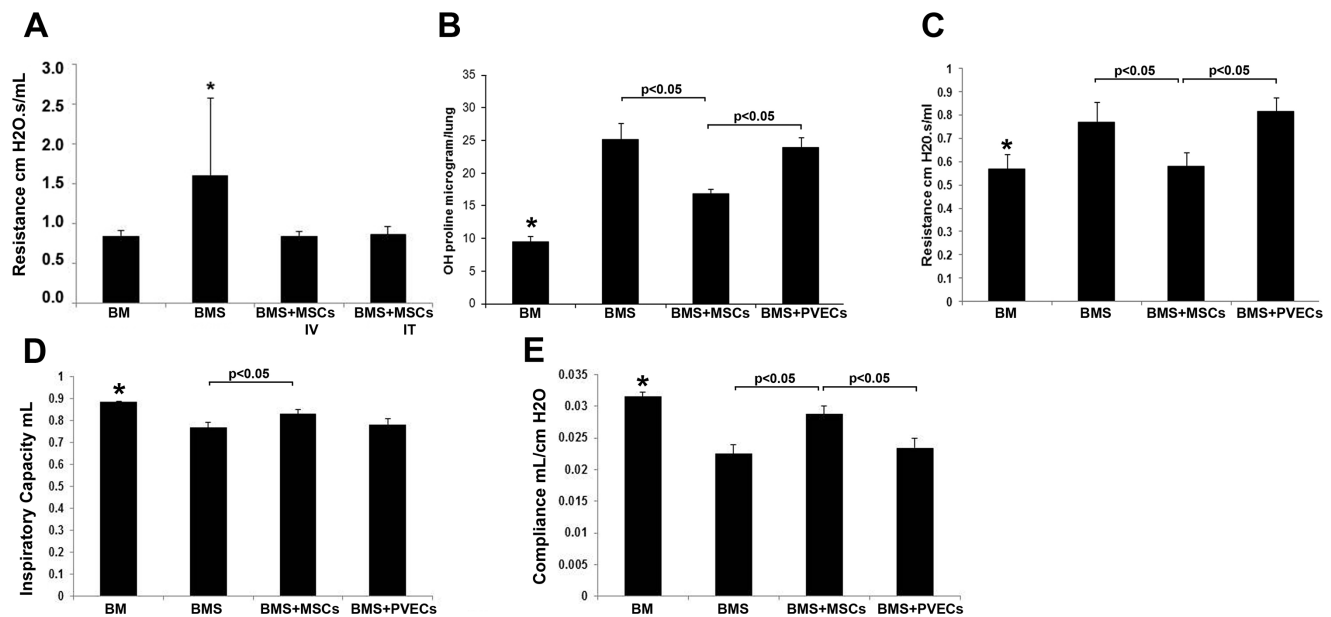 A
Resistance cm H2O.s/mL
3.0
2.5
2.0
1.5
1.0
0.5
0.0
*
BM
BMS
BMS+MSCs
IV
BMS+MSCs
IT
B
OH proline microgram/lung
35
30
25
20
15
10
5
0
*
p<0.05
p<0.05
BM
BMS
BMS+MSCs
BMS+PVECs
C
Resistance cm H20.s/ml
1
0.9
0.8
0.7
0.6
0.5
0.4
0.3
0.2
0.1
0
*
p<0.05
p<0.05
BM
BMS
BMS+MSCs
BMS+PVECs
D
Inspiratory Capacity mL
1
0.9
0.8
0.7
0.6
0.5
0.4
0.3
0.2
0.1
0
*
p<0.05
BM
BMS
BMS+MSCs
BMS+PVECs
E
Compliance mL/cm H2O
0.035
0.03
0.025
0.02
0.015
0.01
0.005
0
*
p<0.05
p<0.05
BM
BMS
BMS+MSCs
BMS+PVECs